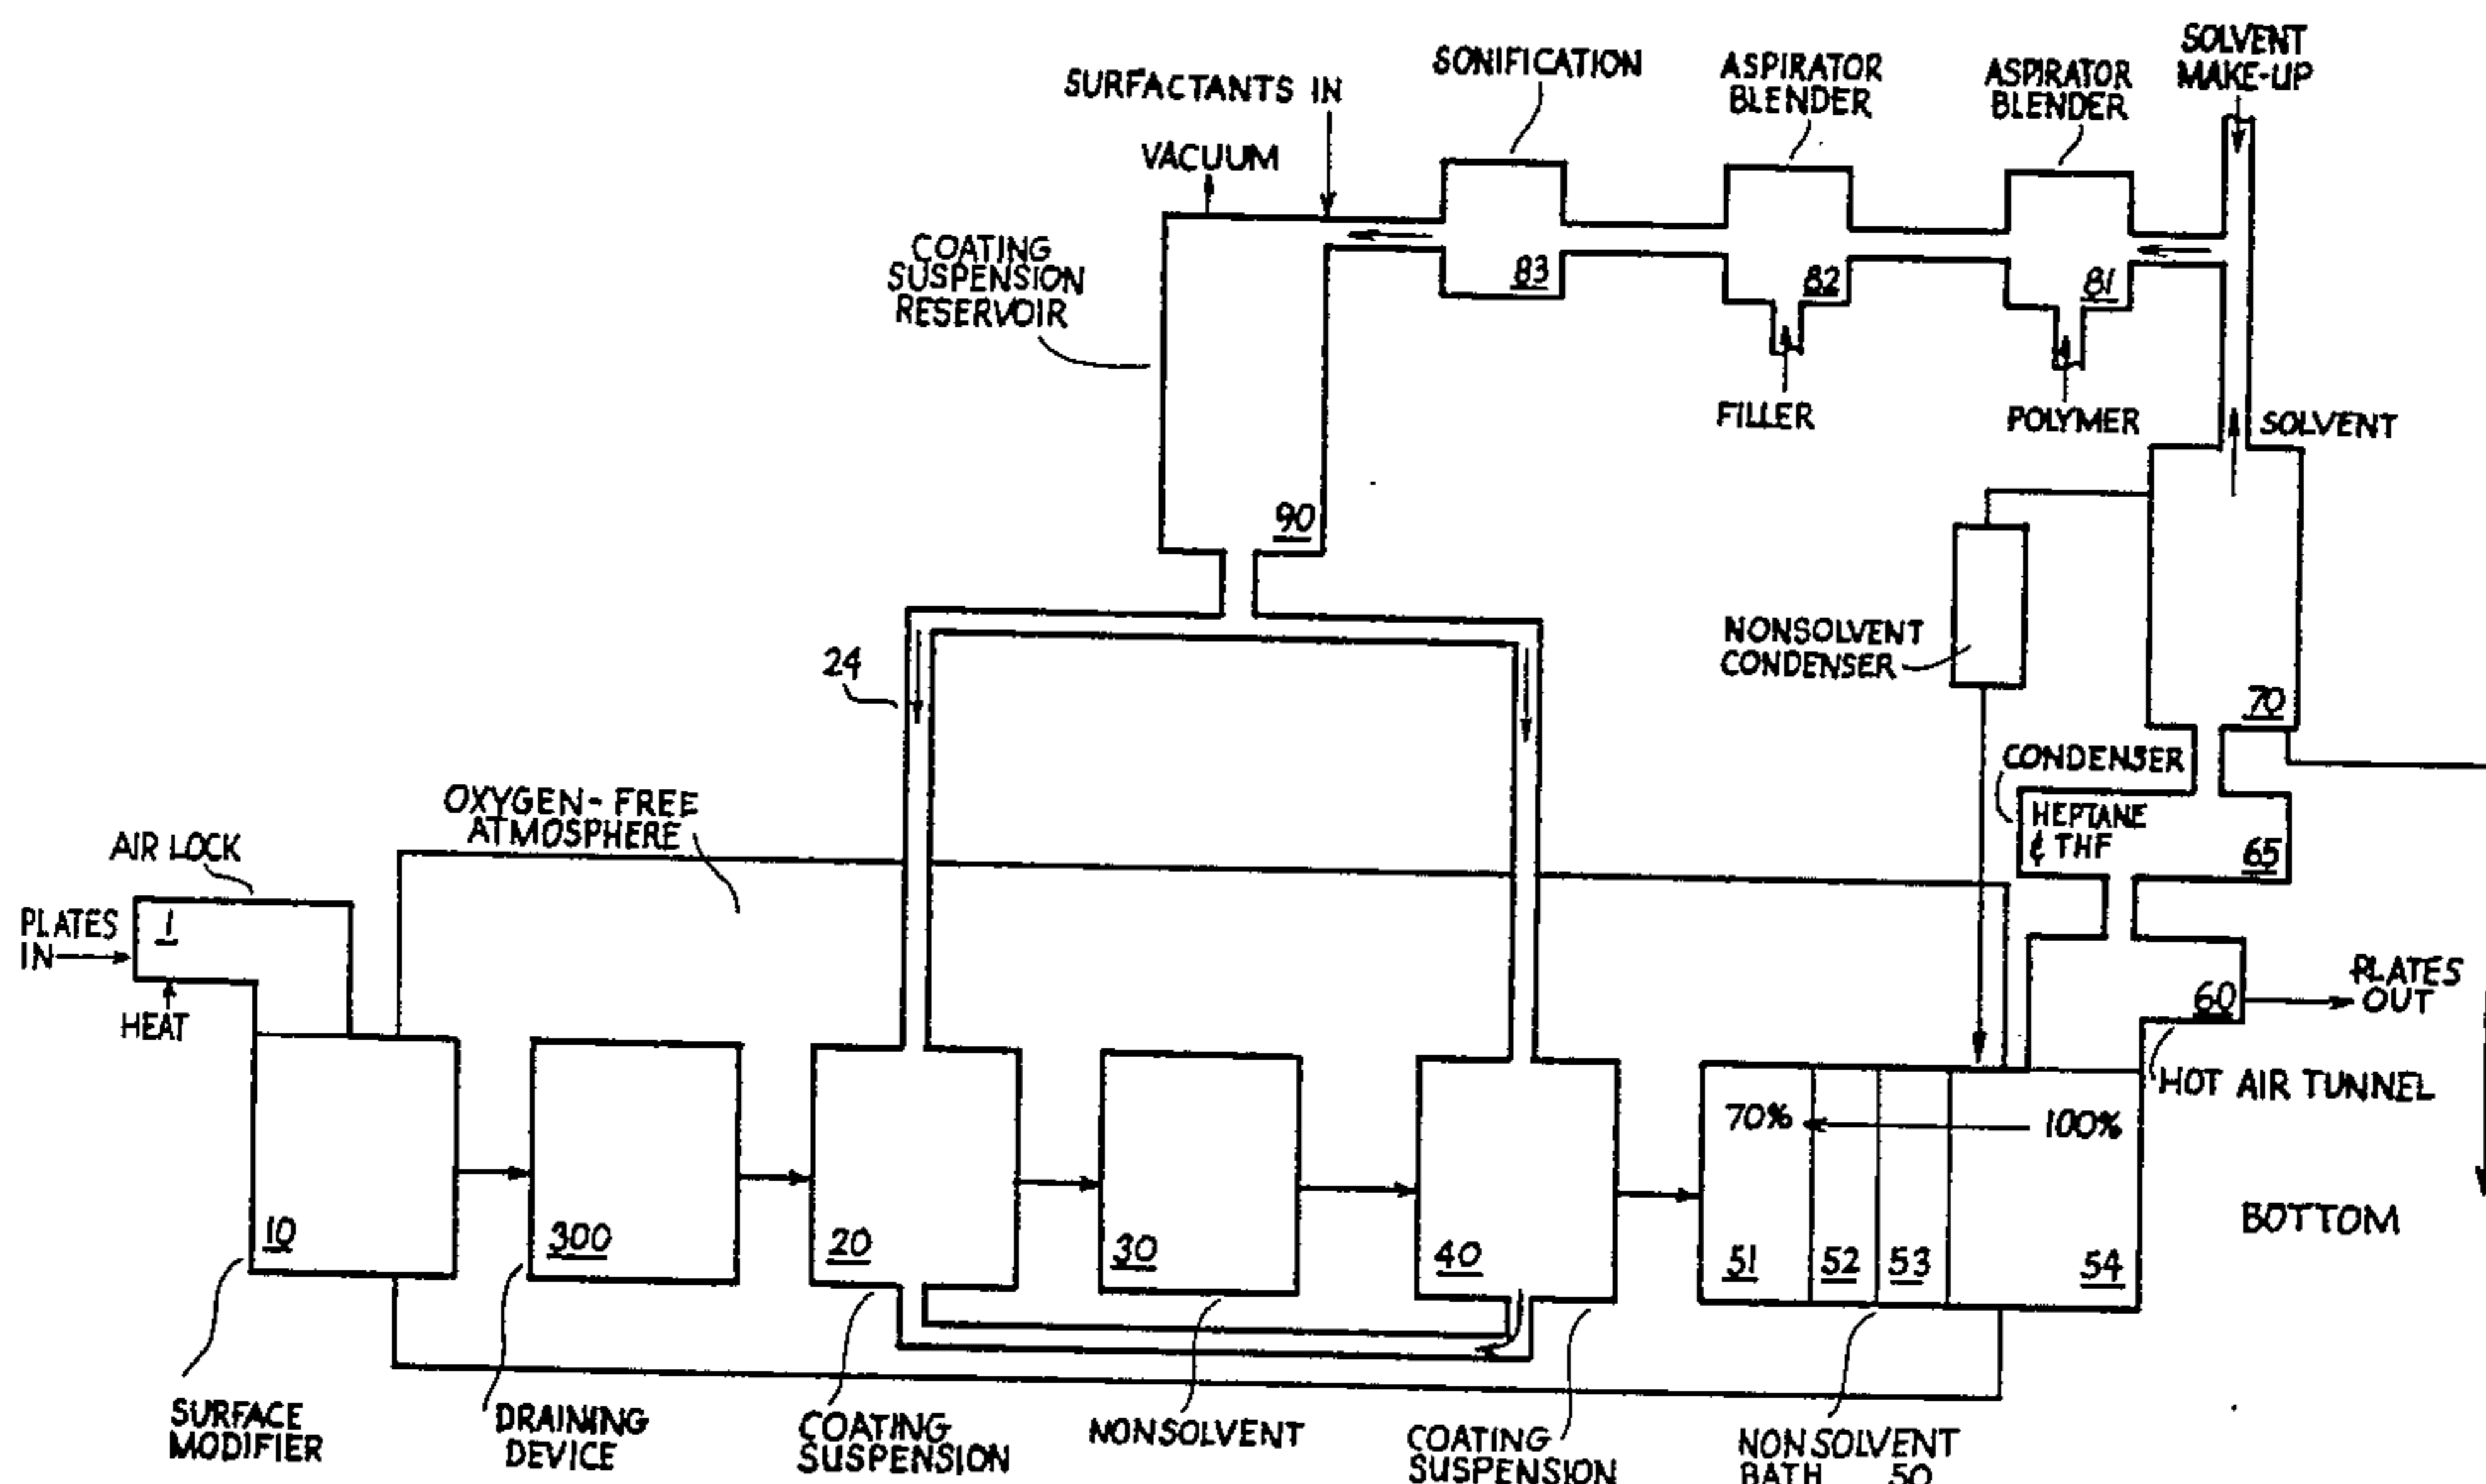 SOLVENT
MAKE-UP
SONIFICATION
ASPIRATOR
BLENDER
ASPIRATOR
BLENDER
SURFACTANTS IN
VACUUM
COATING
SUSPENSION
RESERVOIR
83
82
81
FILLER
POLYMER
SOLVENT
90
NONSOLVENT
CONDENSER
24
70
CONDENSER
HEPTANE
& THF
65
OXYGEN-FREE
ATMOSPHERE
AIR LOCK
PLATES
IN
1
HEAT
PLATES
OUT
60
HOT AIR TUNNEL
70%
100%
BOTTOM
10
300
20
30
40
51
52
53
54
SURFACE
MODIFIER
DRAINING
DEVICE
COATING
SUSPENSION
NONSOLVENT
COATING
SUSPENSION
NONSOLVENT
BATH 50